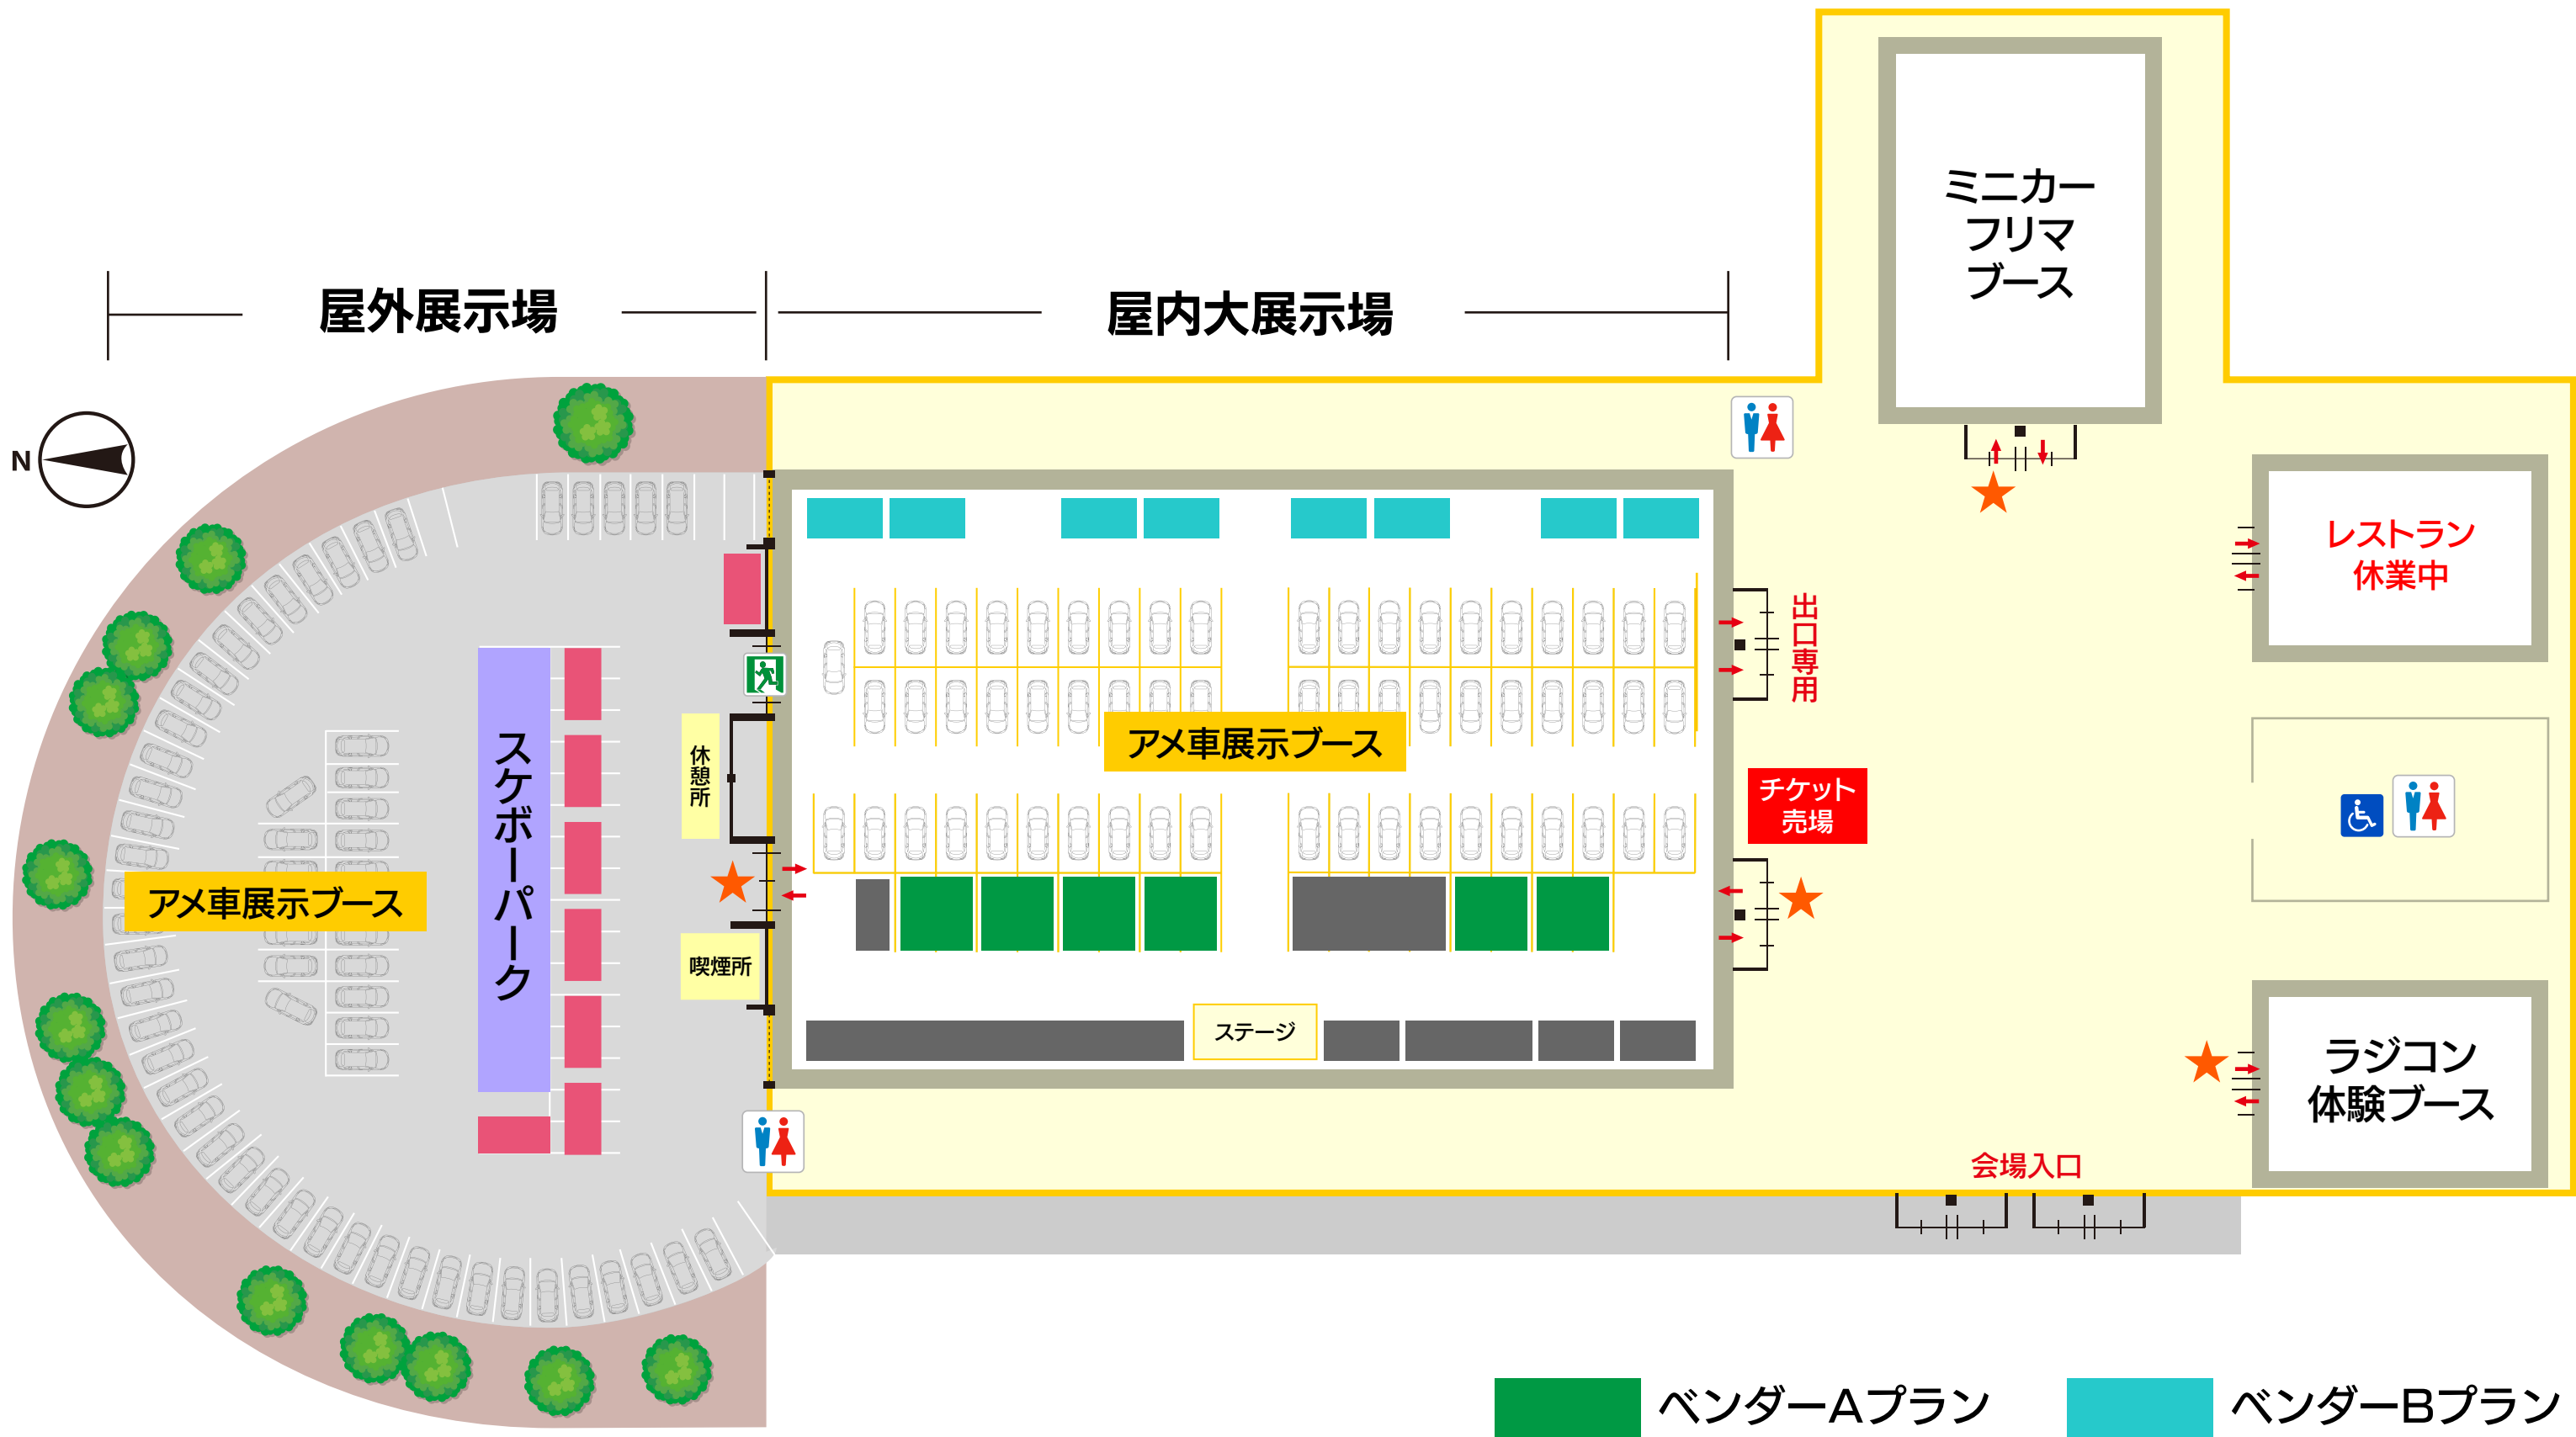 ミニカー
フリマ
ブース
屋外展示場
屋内大展示場
N
レストラン
休業中
出口専用
スケボーパーク
休憩所
アメ車展示ブース
チケット
売場
アメ車展示ブース
喫煙所
ステージ
ラジコン
体験ブース
会場入口
ベンダーAプラン
ベンダーBプラン